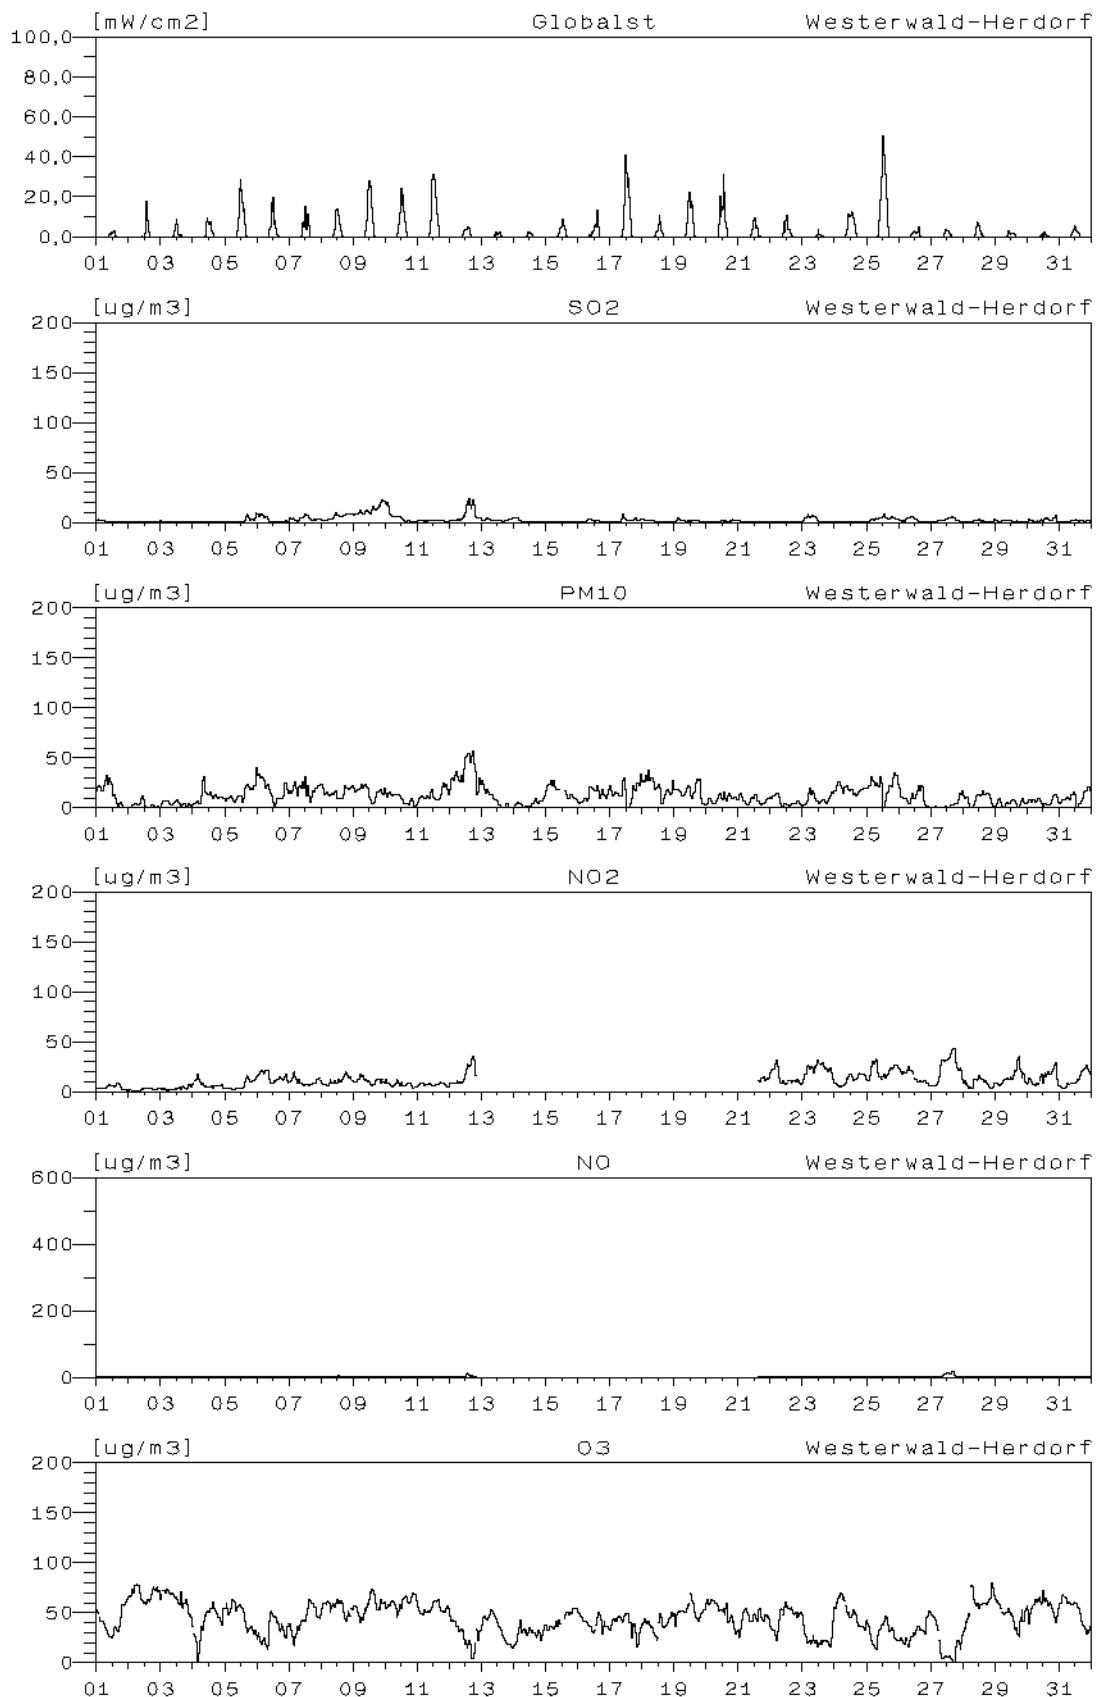 [mW/cm2] Globalst Westerwald-Herdorf
100,0
80,0
60,0
40,0
20,0
0,0
01 03 05 07 09 11 13 15 17 19 21 23 25 27 29 31
[ug/m3] SO2 Westerwald-Herdorf
200
150
100
50
0
01 03 05 07 09 11 13 15 17 19 21 23 25 27 29 31
[ug/m3] PM10 Westerwald-Herdorf
200
150
100
50
0
01 03 05 07 09 11 13 15 17 19 21 23 25 27 29 31
[ug/m3] NO2 Westerwald-Herdorf
200
150
100
50
0
01 03 05 07 09 11 13 15 17 19 21 23 25 27 29 31
[ug/m3] NO Westerwald-Herdorf
600
400
200
0
01 03 05 07 09 11 13 15 17 19 21 23 25 27 29 31
[ug/m3] O3 Westerwald-Herdorf
200
150
100
50
0
01 03 05 07 09 11 13 15 17 19 21 23 25 27 29 31